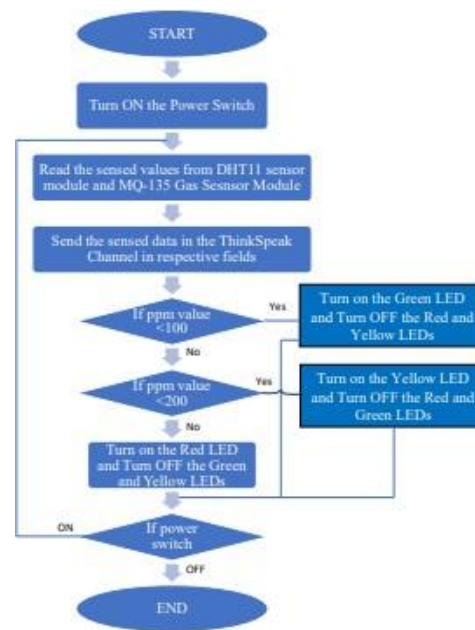 START
Turn ON the Power Switch
Read the sensed values from DHT11 sensor
module and MQ-135 Gas Sesnsor Module
Send the sensed data in the ThinkSpeak
Channel in respective fields
If ppm value
<100
Yes
Turn on the Green LED
and Turn OFF the Red and
Yellow LEDs
No
If ppm value
<200
Yes
Turn on the Yellow LED
and Turn OFF the Red and
Green LEDs
No
Turn on the Red LED
and Turn OFF the Green
and Yellow LEDs
ON
If power
switch
OFF
END